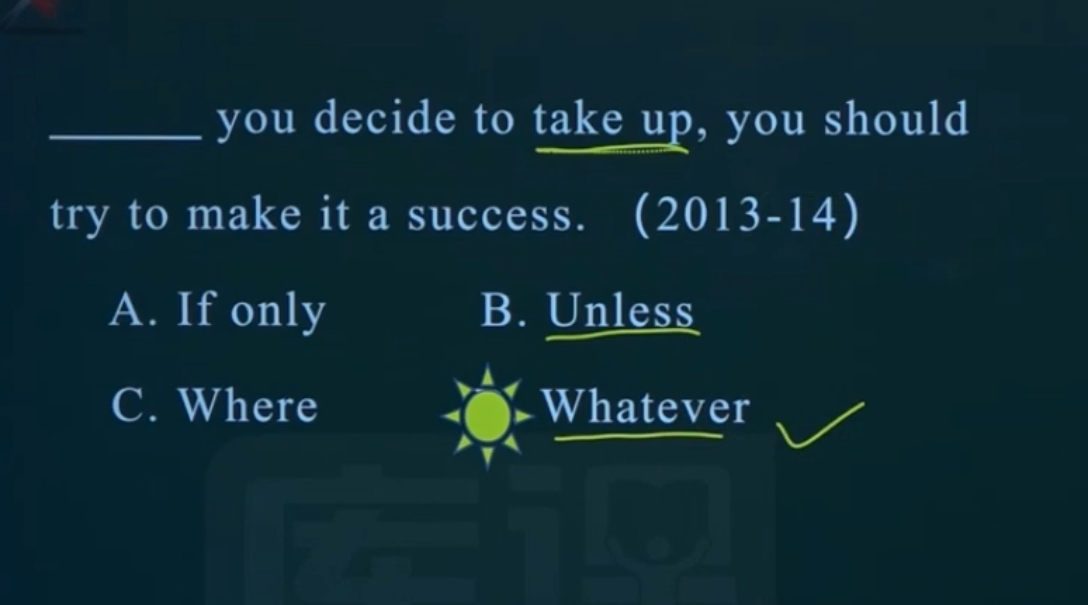 ______ you decide to take up, you should
try to make it a success. (2013-14)
A. If only B. Unless
C. Where Whatever